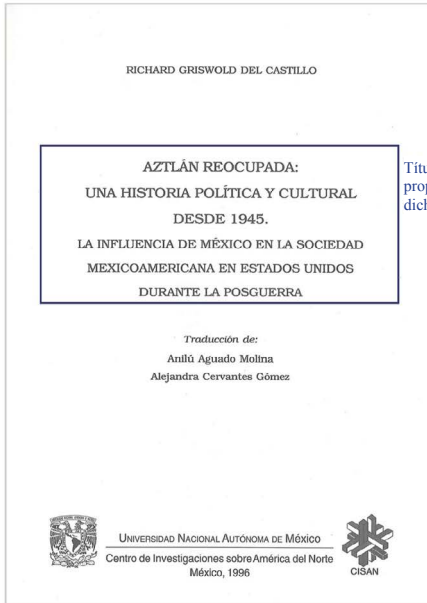 RICHARD GRISWOLD DEL CASTILLO
AZTLÁN REOCUPADA:
UNA HISTORIA POLÍTICA Y CULTURAL
DESDE 1945.
LA INFLUENCIA DE MÉXICO EN LA SOCIEDAD
MEXICOAMERICANA EN ESTADOS UNIDOS
DURANTE LA POSGUERRA
Traducción de:
Anilú Aguado Molina
Alejandra Cervantes Gómez
UNIVERSIDAD NACIONAL AUTÓNOMA DE MÉXICO
Centro de Investigaciones sobre América del Norte
México, 1996
CISAN